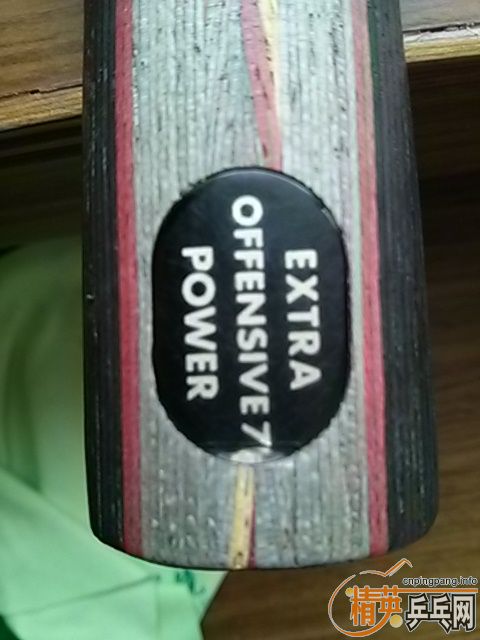 EXTRA
OFFENSIVE 7
POWER
cnpingpang.info
精英乒乓网